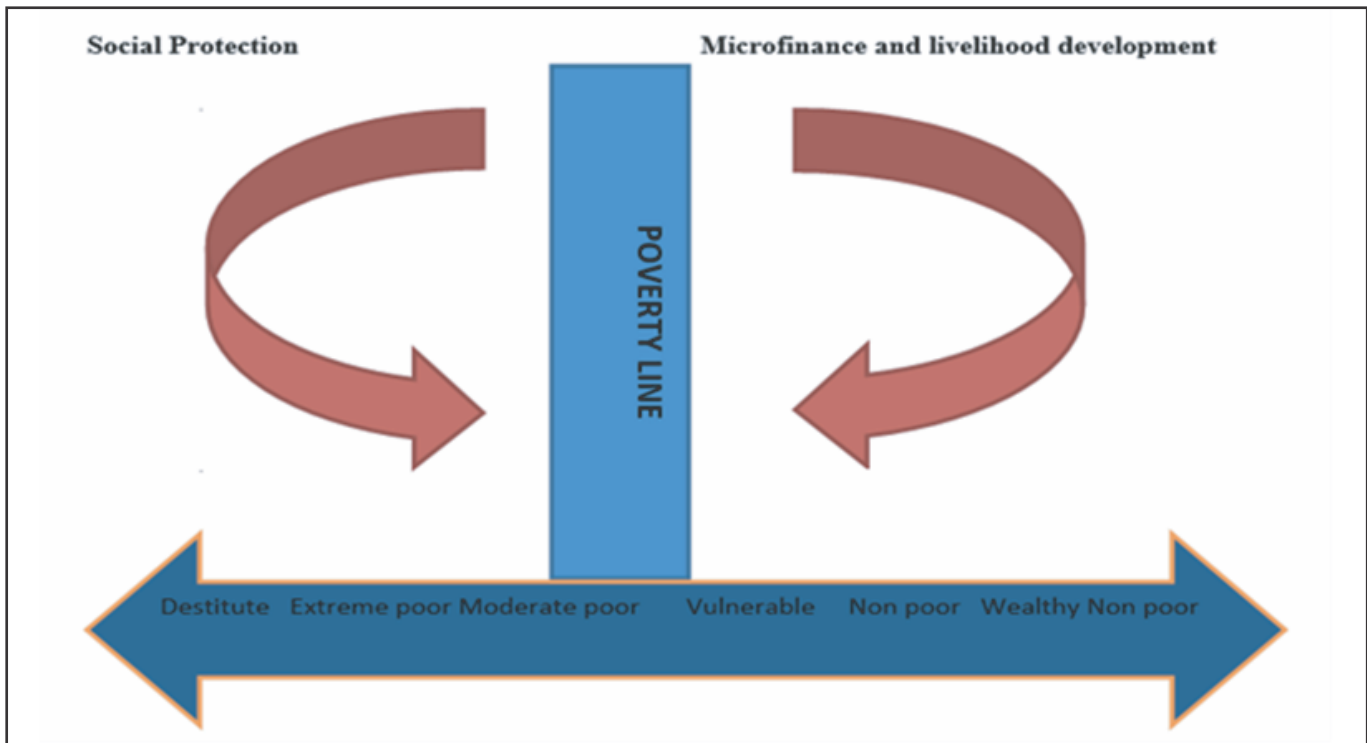 Social Protection
Microfinance and livelihood development
POVERTY LINE
Destitute Extreme poor Moderate poor Vulnerable Non poor Wealthy Non poor